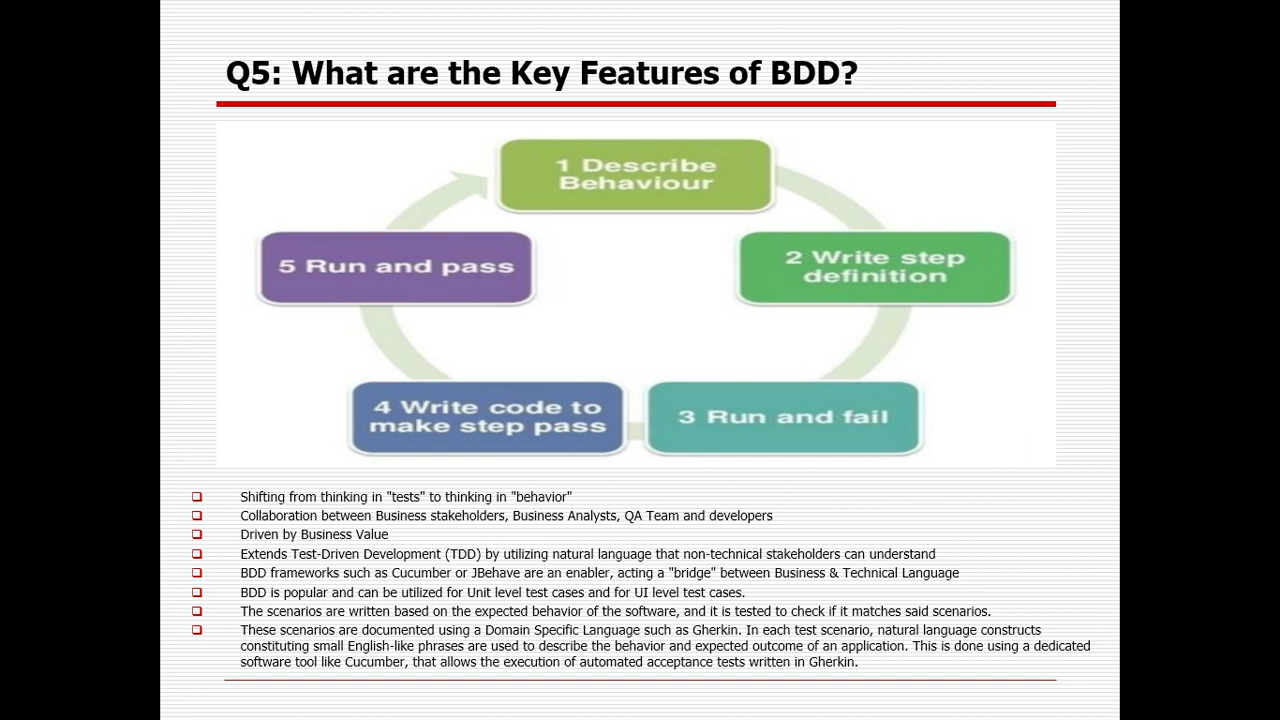 Q5: What are the Key Features of BDD?
1 Describe
Behaviour
2 Write step
definition
3 Run and fail
4 Write code to
make step pass
5 Run and pass
Shifting from thinking in "tests" to thinking in "behavior"
Collaboration between Business stakeholders, Business Analysts, QA Team and developers
Driven by Business Value
Extends Test-Driven Development (TDD) by utilizing natural language that non-technical stakeholders can understand
BDD frameworks such as Cucumber or JBehave are an enabler, acting a "bridge" between Business & Technical Language
BDD is popular and can be utilized for Unit level test cases and for UI level test cases.
The scenarios are written based on the expected behavior of the software, and it is tested to check if it matches said scenarios.
These scenarios are documented using a Domain Specific Language such as Gherkin. In each test scenario, natural language constructs
constituting small English-like phrases are used to describe the behavior and expected outcome of an application. This is done using a dedicated
software tool like Cucumber, that allows the execution of automated acceptance tests written in Gherkin.